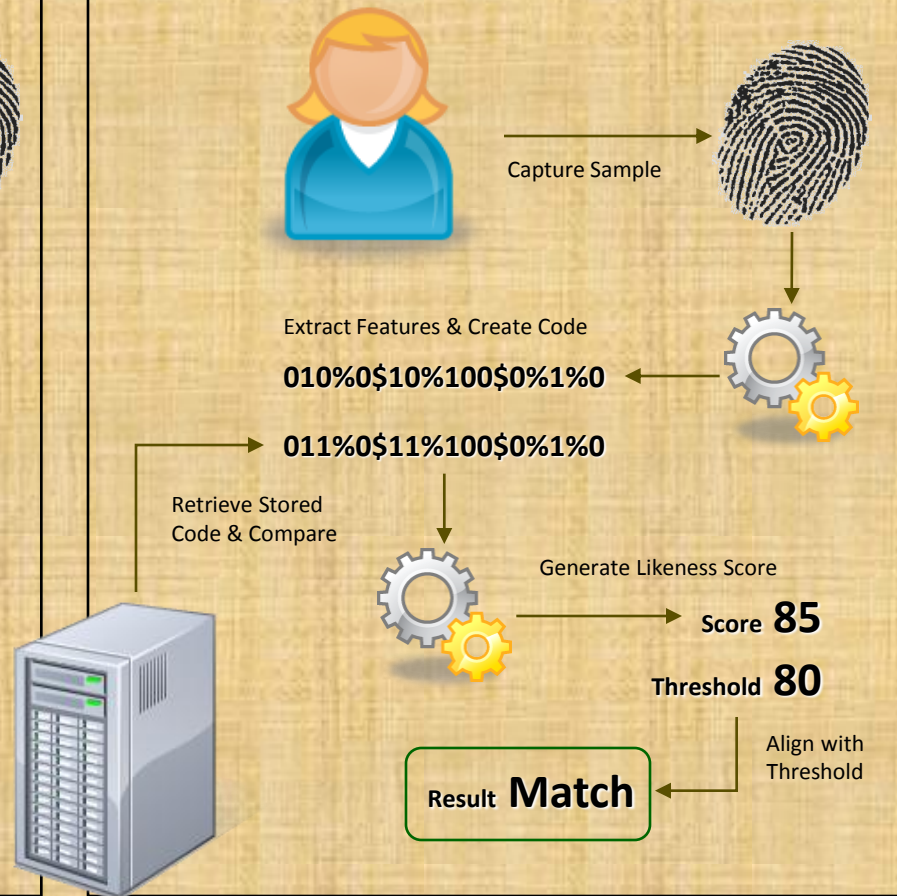 Capture Sample
Extract Features & Create Code
010%0$10%100$0%1%0
011%0$11%100$0%1%0
Retrieve Stored
Code & Compare
Generate Likeness Score
Score 85
Threshold 80
Align with
Threshold
Result Match